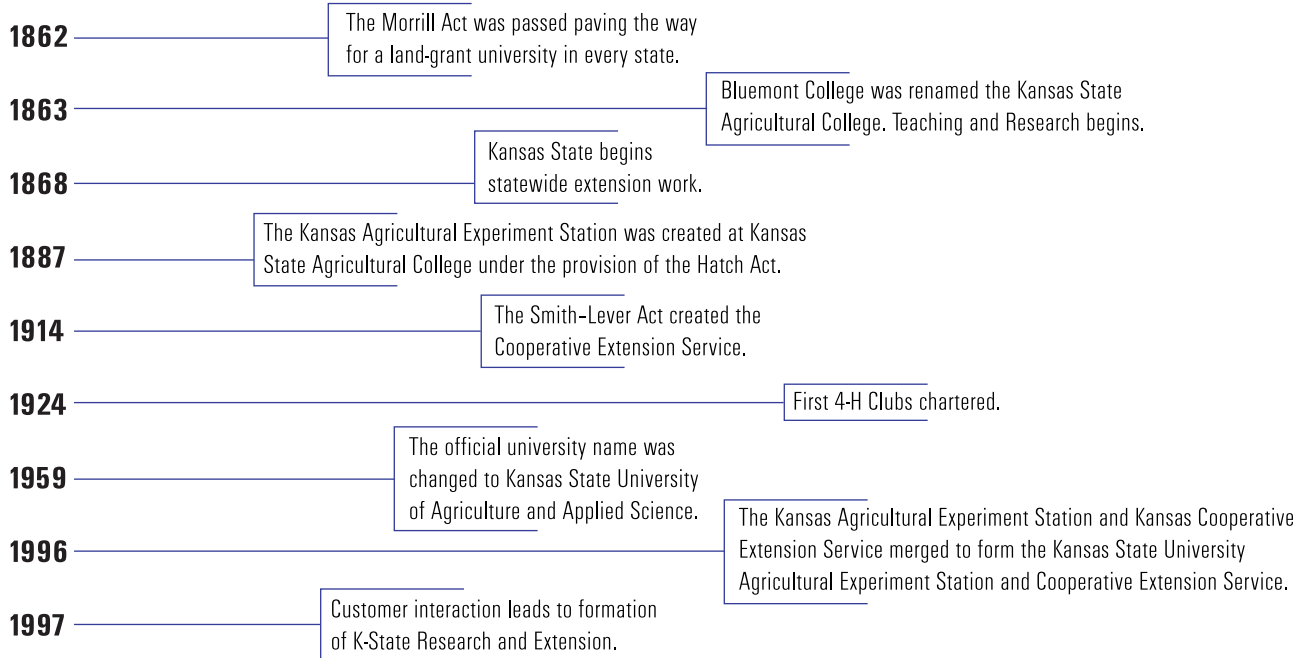 1862
The Morrill Act was passed paving the way
for a land-grant university in every state.
1863
Bluemont College was renamed the Kansas State
Agricultural College. Teaching and Research begins.
1868
Kansas State begins
statewide extension work.
1887
The Kansas Agricultural Experiment Station was created at Kansas
State Agricultural College under the provision of the Hatch Act.
1914
The Smith-Lever Act created the
Cooperative Extension Service.
1924
First 4-H Clubs chartered.
1959
The official university name was
changed to Kansas State University
of Agriculture and Applied Science.
1996
The Kansas Agricultural Experiment Station and Kansas Cooperative
Extension Service merged to form the Kansas State University
Agricultural Experiment Station and Cooperative Extension Service.
1997
Customer interaction leads to formation
of K-State Research and Extension.